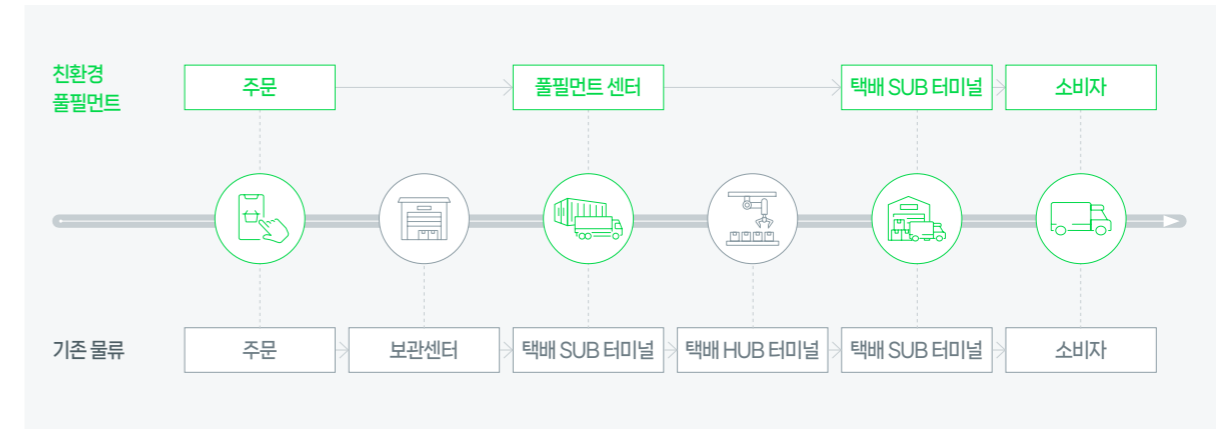 친환경
풀필먼트
주문
풀필먼트 센터
택배 SUB 터미널
소비자
기존 물류
주문
보관센터
택배 SUB 터미널
택배 HUB 터미널
택배 SUB 터미널
소비자